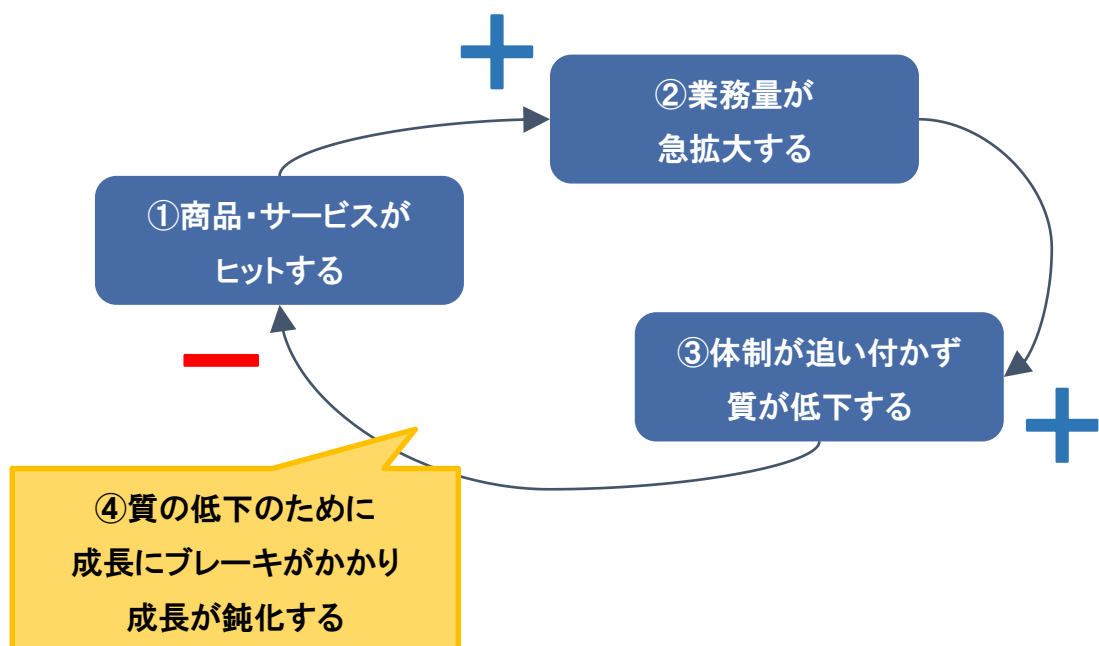 ①商品・サービスが
ヒットする
②業務量が
急拡大する
③体制が追い付かず
質が低下する
④質の低下のために
成長にブレーキがかかり
成長が鈍化する